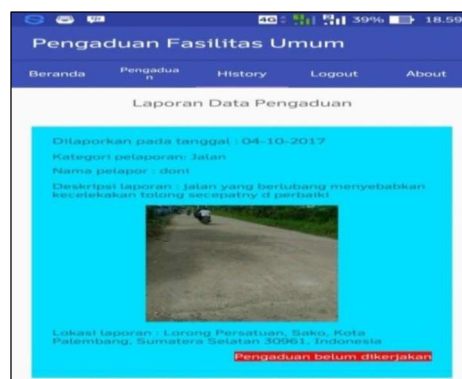 4G 39% 18.59
Pengaduan Fasilitas Umum
Beranda Pengadua
n History Logout About
Laporan Data Pengaduan
Dilaporkan pada tanggal : 04-10-2017
Kategori pelaporan: Jalan
Nama pelapor : doni
Deskripsi laporan : jalan yang berlubang menyebabkan
kecelekakan tolong secepatny d perbaiki
Lokasi laporan : Lorong Persatuan, Sako, Kota
Palembang, Sumatera Selatan 30961, Indonesia
Pengaduan belum dikerjakan